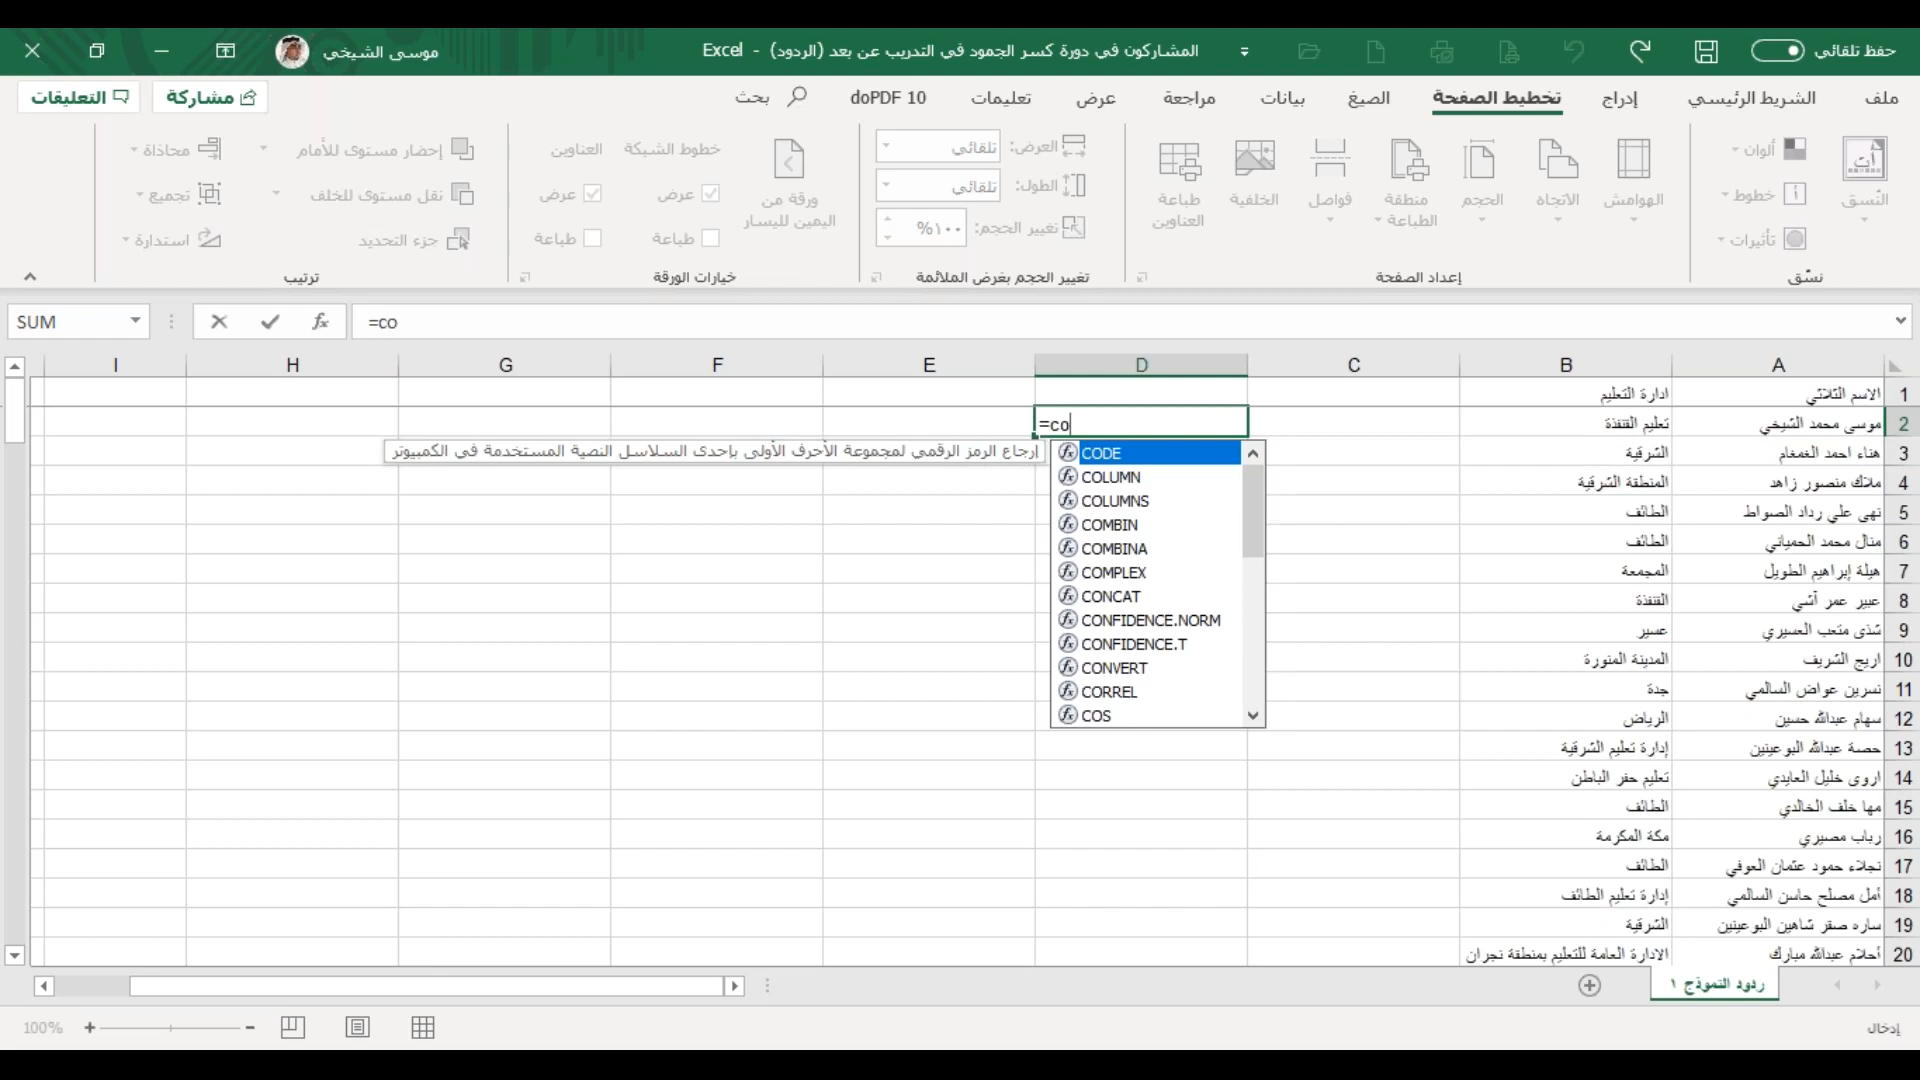 حفظ تلقائي
المشاركون في دورة كسر الجمود في التدريب عن بعد (الردود) - Excel
موسى الشيخي
ملف
الشريط الرئيسي
إدراج
تخطيط الصفحة
الصيغ
بيانات
مراجعة
عرض
تعليمات
doPDF 10
بحث
مشاركة
التعليقات
النّسق
ألوان
خطوط
تأثيرات
نسّق
الهوامش
الاتجاه
الحجم
منطقة الطباعة
فواصل
الخلفية
طباعة العناوين
إعداد الصفحة
العرض: تلقائي
الطول: تلقائي
تغيير الحجم: ١٠٠%
تغيير الحجم بغرض الملائمة
ورقة من اليمين لليسار
خطوط الشبكة
عرض
طباعة
العناوين
عرض
طباعة
خيارات الورقة
إحضار مستوى للأمام
نقل مستوى للخلف
جزء التحديد
محاذاة
تجميع
استدارة
ترتيب
SUM
fx
=co
A B C D E F G H I
1 الاسم الثلاثي ادارة التعليم
2 موسى محمد الشيخي تعليم القنفذة =co
3 هناء احمد الغمغام الشرقية
4 ملاك منصور زاهد المنطقة الشرقية
5 نهى علي رداد الصواط الطائف
6 منال محمد الحمياني الطائف
7 هيلة إبراهيم الطويل المجمعة
8 عبير عمر آشي القنفذة
9 شذى متعب العسيري عسير
10 اريج الشريف المدينة المنورة
11 نسرين عواض السالمي جدة
12 سهام عبدالله حسين الرياض
13 حصة عبدالله البوعينين إدارة تعليم الشرقية
14 اروى خليل العايدي تعليم حفر الباطن
15 مها خلف الخالدي الطائف
16 رباب مصيري مكة المكرمة
17 نجلاء حمود عثمان العوفي الطائف
18 أمل مصلح حاسن السالمي إدارة تعليم الطائف
19 ساره صقر شاهين البوعينين الشرقية
20 أحلام عبدالله مبارك الادارة العامة للتعليم بمنطقة نجران
إرجاع الرمز الرقمي لمجموعة الأحرف الأولى بإحدى السلاسل النصية المستخدمة في الكمبيوتر
CODE
COLUMN
COLUMNS
COMBIN
COMBINA
COMPLEX
CONCAT
CONFIDENCE.NORM
CONFIDENCE.T
CONVERT
CORREL
COS
ردود النموذج ١
إدخال
100%